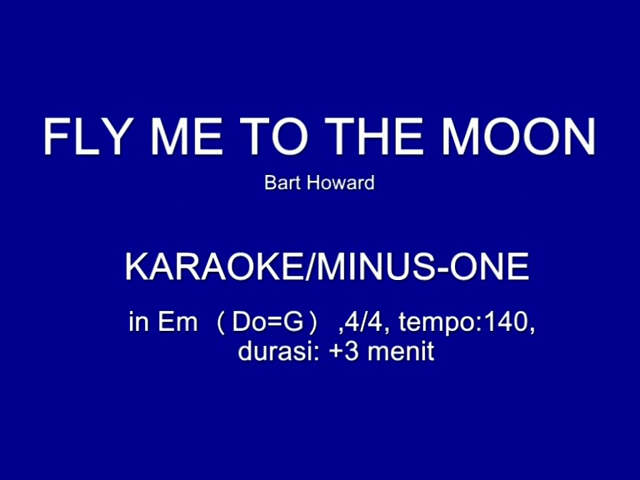 FLY ME TO THE MOON
Bart Howard
KARAOKE/MINUS-ONE
in Em（Do=G）,4/4, tempo:140,
durasi: +3 menit